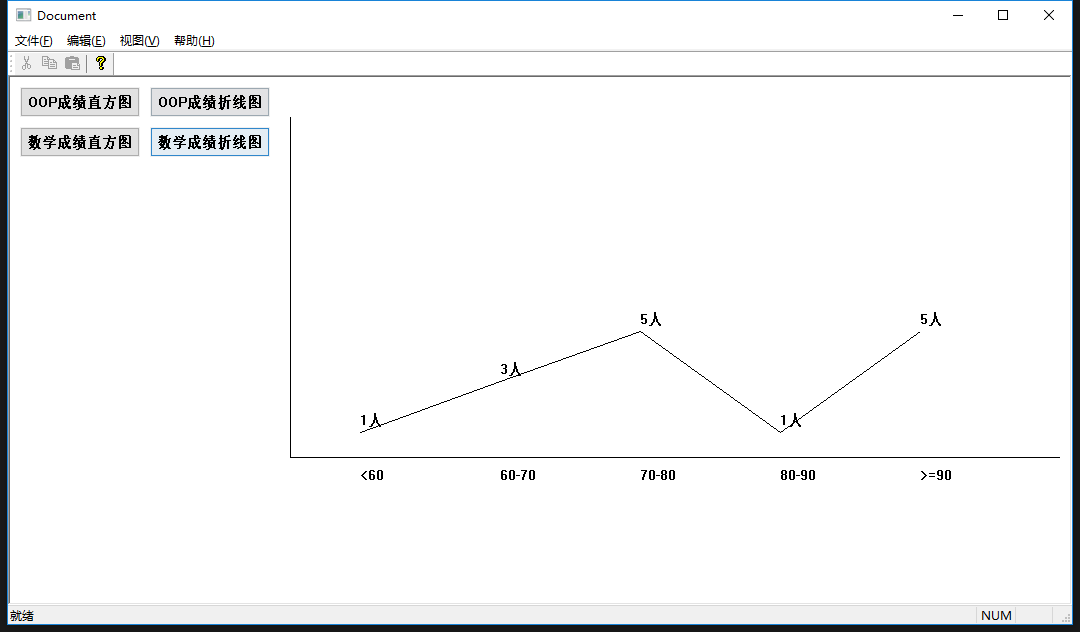 Document
文件(F) 编辑(E) 视图(V) 帮助(H)
OOP成绩直方图 OOP成绩折线图
数学成绩直方图 数学成绩折线图
5人 5人
3人
1人 1人
<60 60-70 70-80 80-90 >=90
就绪 NUM